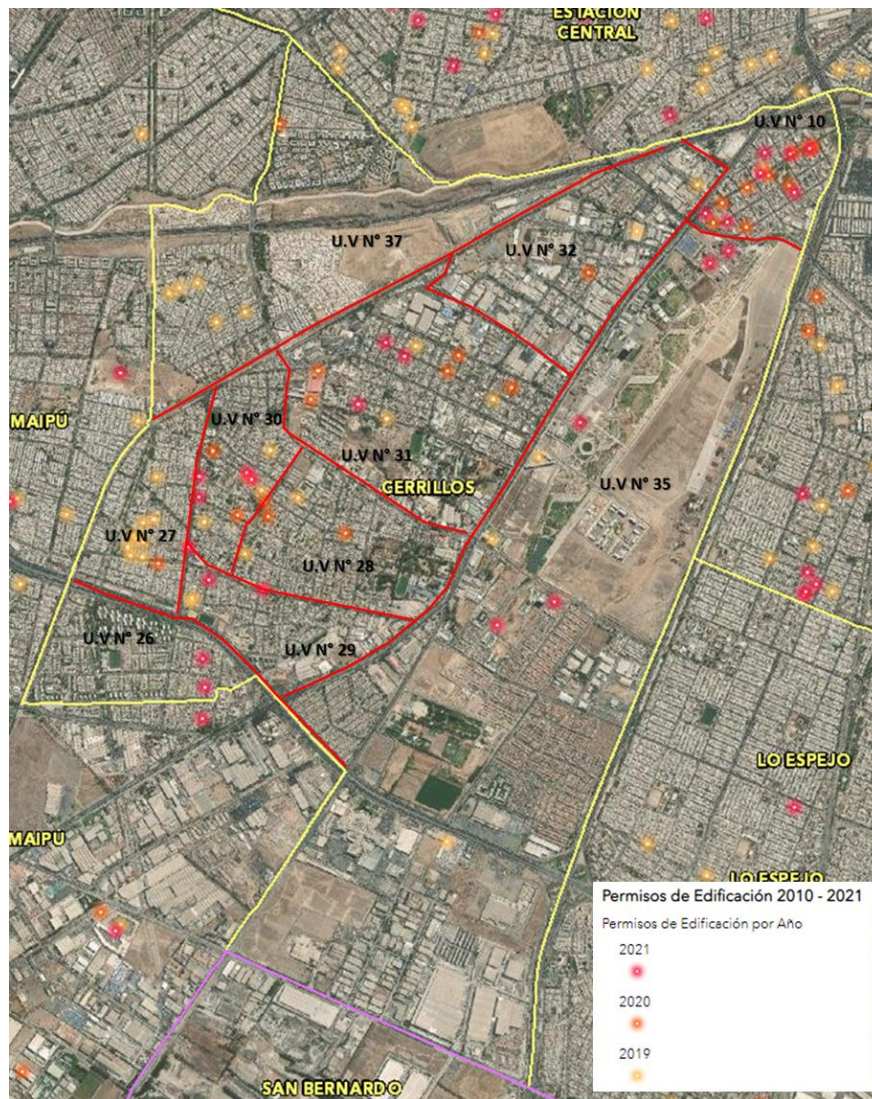 ESTACIÓN
CENTRAL
U.V N° 10
U.V N° 37
U.V N° 32
MAIPÚ
U.V N° 30
U.V N° 31
CERRILLOS
U.V N° 35
U.V N° 27
U.V N° 28
U.V N° 26
U.V N° 29
LO ESPEJO
MAIPÚ
LO ESPEJO
Permisos de Edificación 2010 - 2021
Permisos de Edificación por Año
2021
2020
2019
SAN BERNARDO